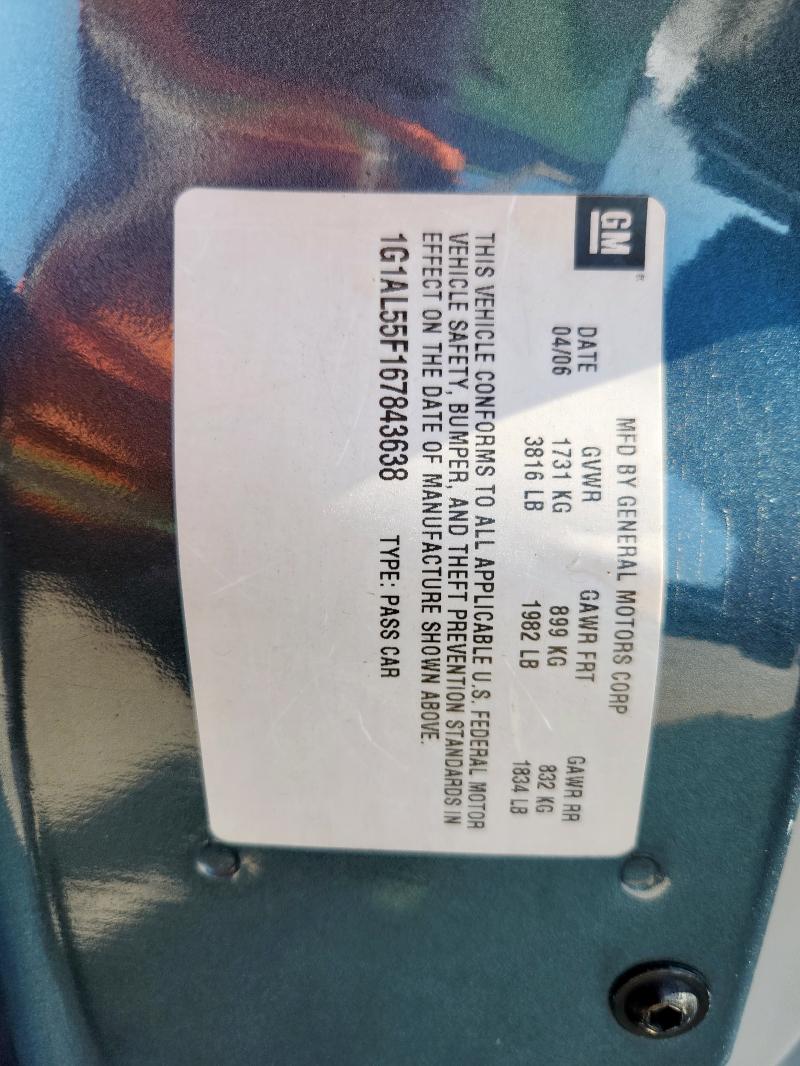 GM®
MFD BY GENERAL MOTORS CORP
DATE GVWR GAWR FRT GAWR RR
04/06 1731 KG 899 KG 832 KG
3816 LB 1982 LB 1834 LB
THIS VEHICLE CONFORMS TO ALL APPLICABLE U.S. FEDERAL MOTOR
VEHICLE SAFETY, BUMPER, AND THEFT PREVENTION STANDARDS IN
EFFECT ON THE DATE OF MANUFACTURE SHOWN ABOVE.
1G1AL55F167843638 TYPE: PASS CAR